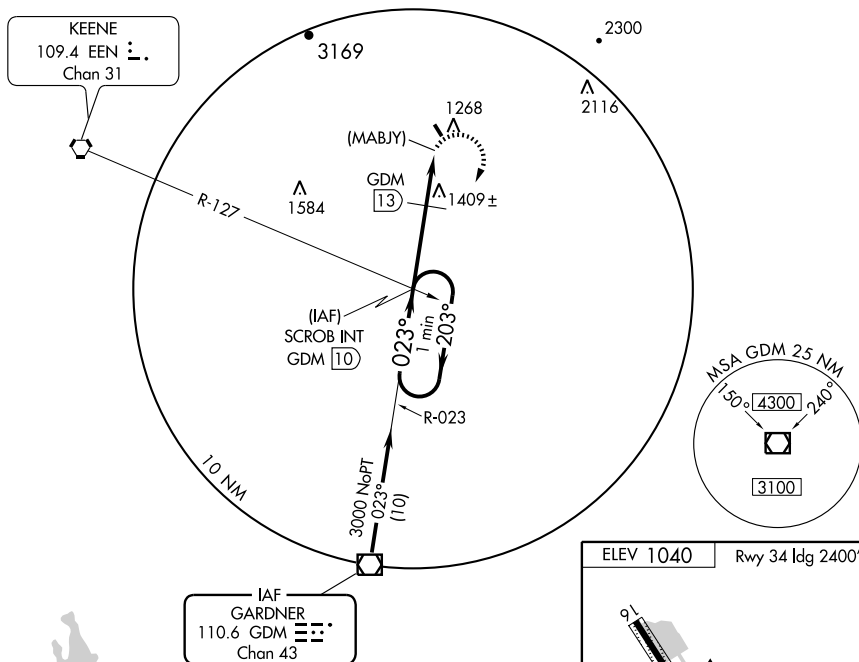 KEENE
109.4 EEN
Chan 31
3169
2300
2116
1268
(MABJY)
GDM
13
1409 ±
1584
R-127
(IAF)
SCROB INT
GDM 10
023°
1 min
203°
R-023
3000 NoPT
023°
(10)
10 NM
IAF
GARDNER
110.6 GDM
Chan 43
MSA GDM 25 NM
150°
4300
240°
3100
ELEV 1040
Rwy 34 ldg 2400'
16